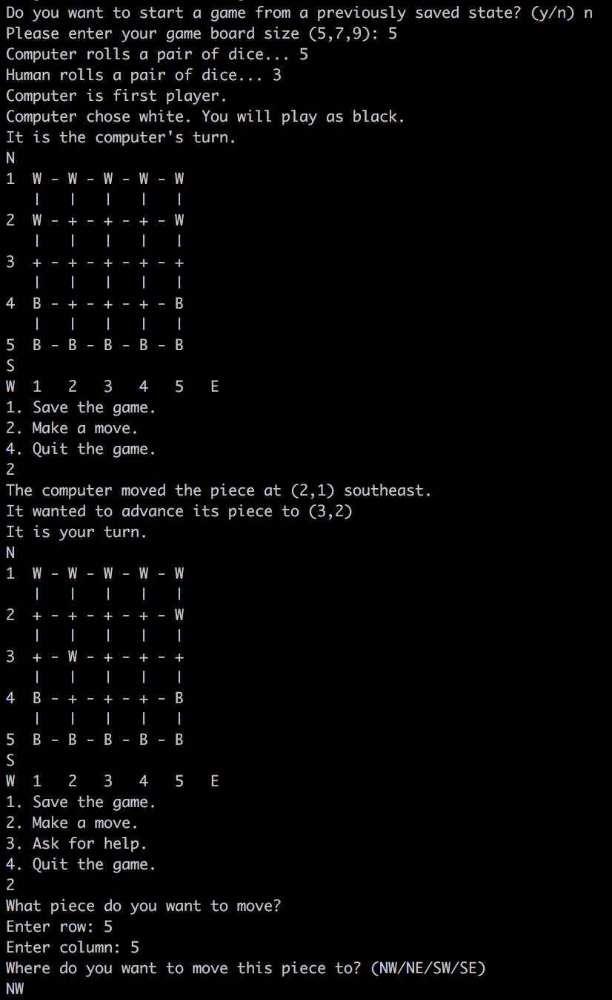 Do you want to start a game from a previously saved state? (y/n) n
Please enter your game board size (5,7,9): 5
Computer rolls a pair of dice... 5
Human rolls a pair of dice... 3
Computer is first player.
Computer chose white. You will play as black.
It is the computer's turn.
N
1  W - W - W - W - W
   |   |   |   |   |
2  W - + - + - + - W
   |   |   |   |   |
3  + - + - + - + - +
   |   |   |   |   |
4  B - + - + - + - B
   |   |   |   |   |
5  B - B - B - B - B
S
W  1   2   3   4   5   E
1. Save the game.
2. Make a move.
4. Quit the game.
2
The computer moved the piece at (2,1) southeast.
It wanted to advance its piece to (3,2)
It is your turn.
N
1  W - W - W - W - W
   |   |   |   |   |
2  + - + - + - + - W
   |   |   |   |   |
3  + - W - + - + - +
   |   |   |   |   |
4  B - + - + - + - B
   |   |   |   |   |
5  B - B - B - B - B
S
W  1   2   3   4   5   E
1. Save the game.
2. Make a move.
3. Ask for help.
4. Quit the game.
2
What piece do you want to move?
Enter row: 5
Enter column: 5
Where do you want to move this piece to? (NW/NE/SW/SE)
NW